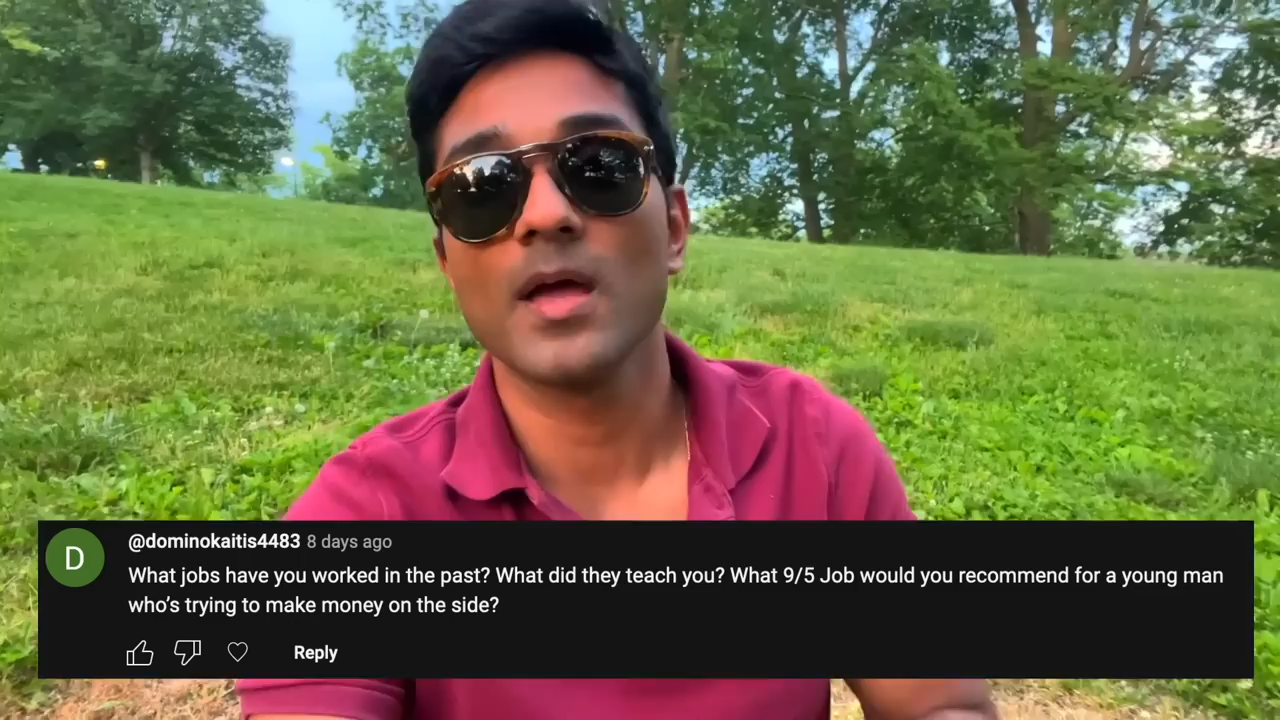 D
@dominokaitis4483 8 days ago
What jobs have you worked in the past? What did they teach you? What 9/5 Job would you recommend for a young man
who's trying to make money on the side?
Reply